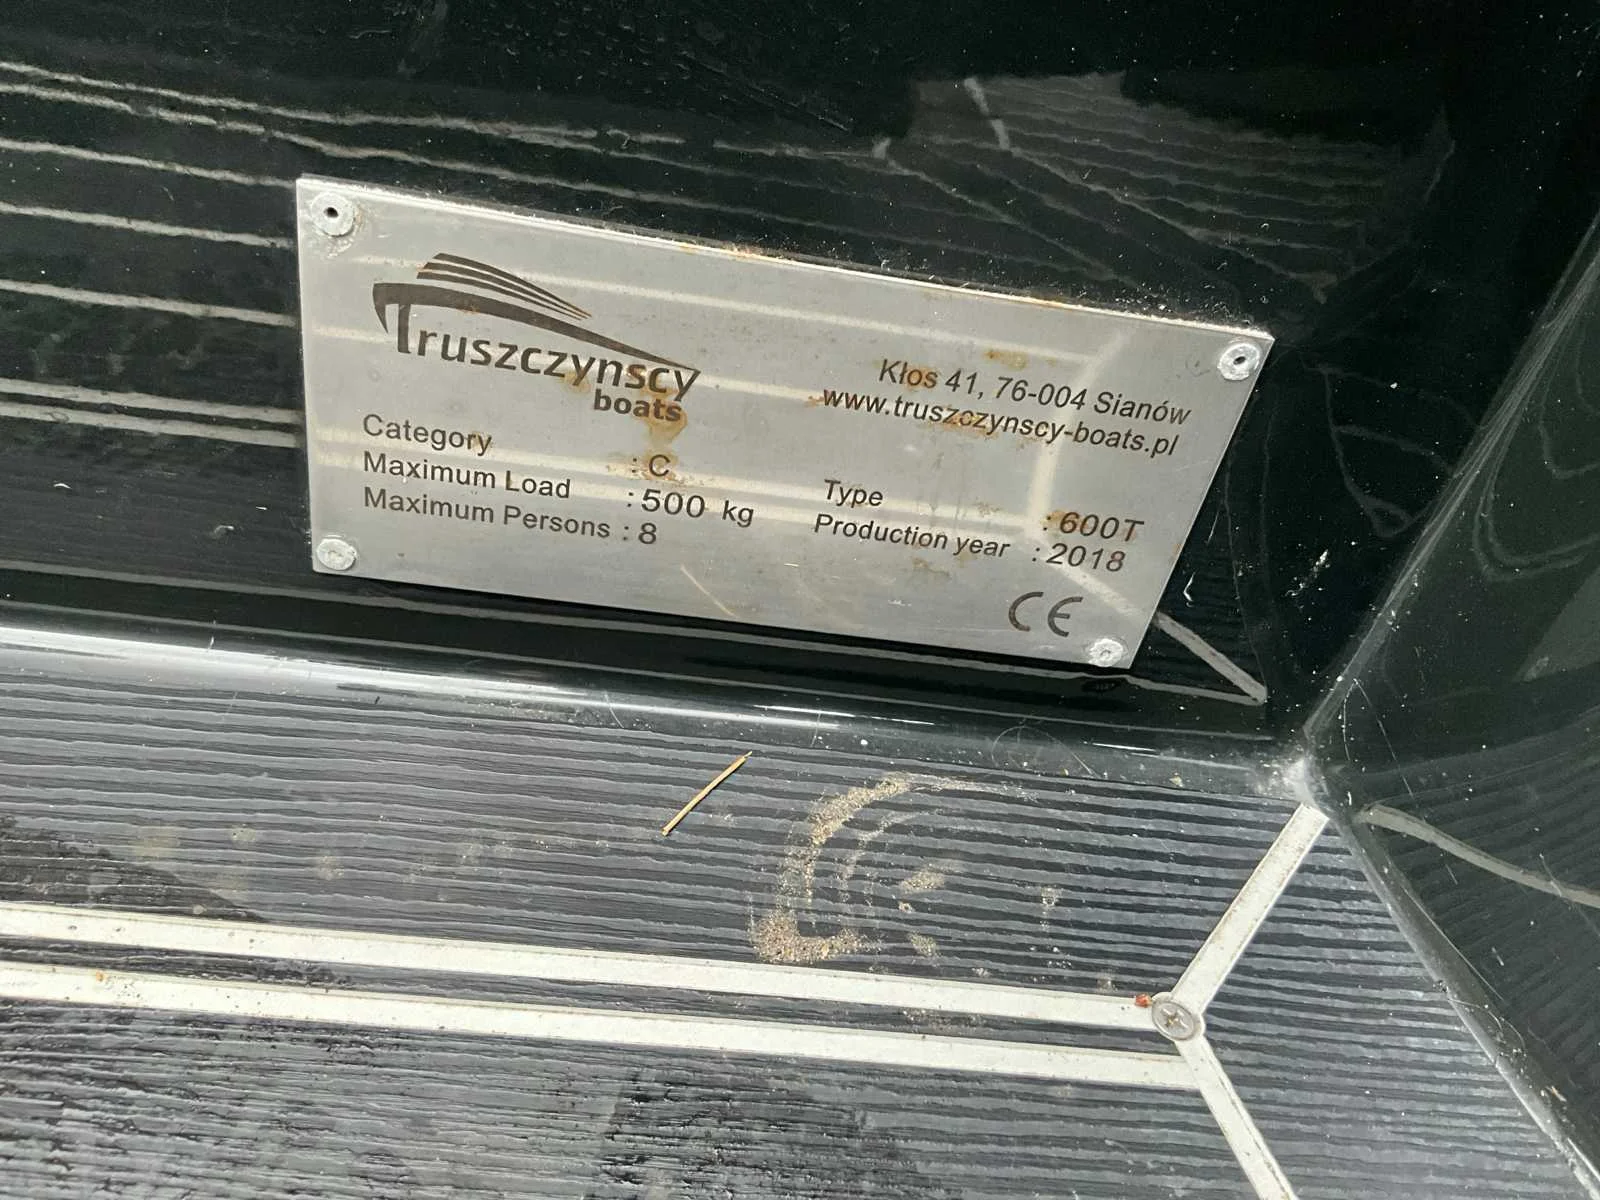 Truszczynscy
boats
Kłos 41, 76-004 Sianów
www.truszczynscy-boats.pl
Category : C
Maximum Load : 500 kg
Maximum Persons : 8
Type : 600T
Production year : 2018
CE